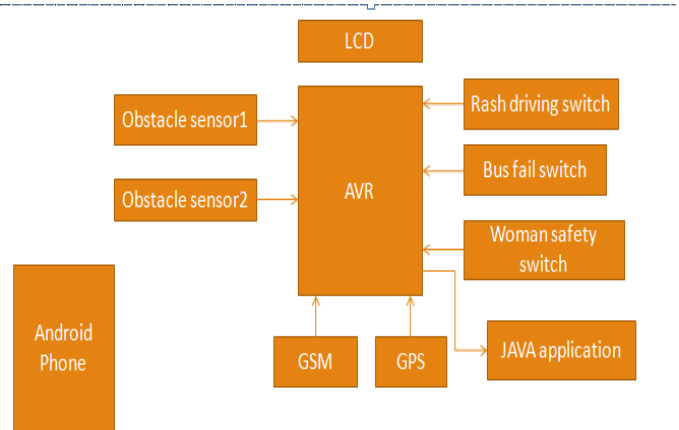 LCD
Obstacle sensor1
Rash driving switch
AVR
Bus fail switch
Obstacle sensor2
Woman safety
switch
Android
Phone
GSM
GPS
JAVA application